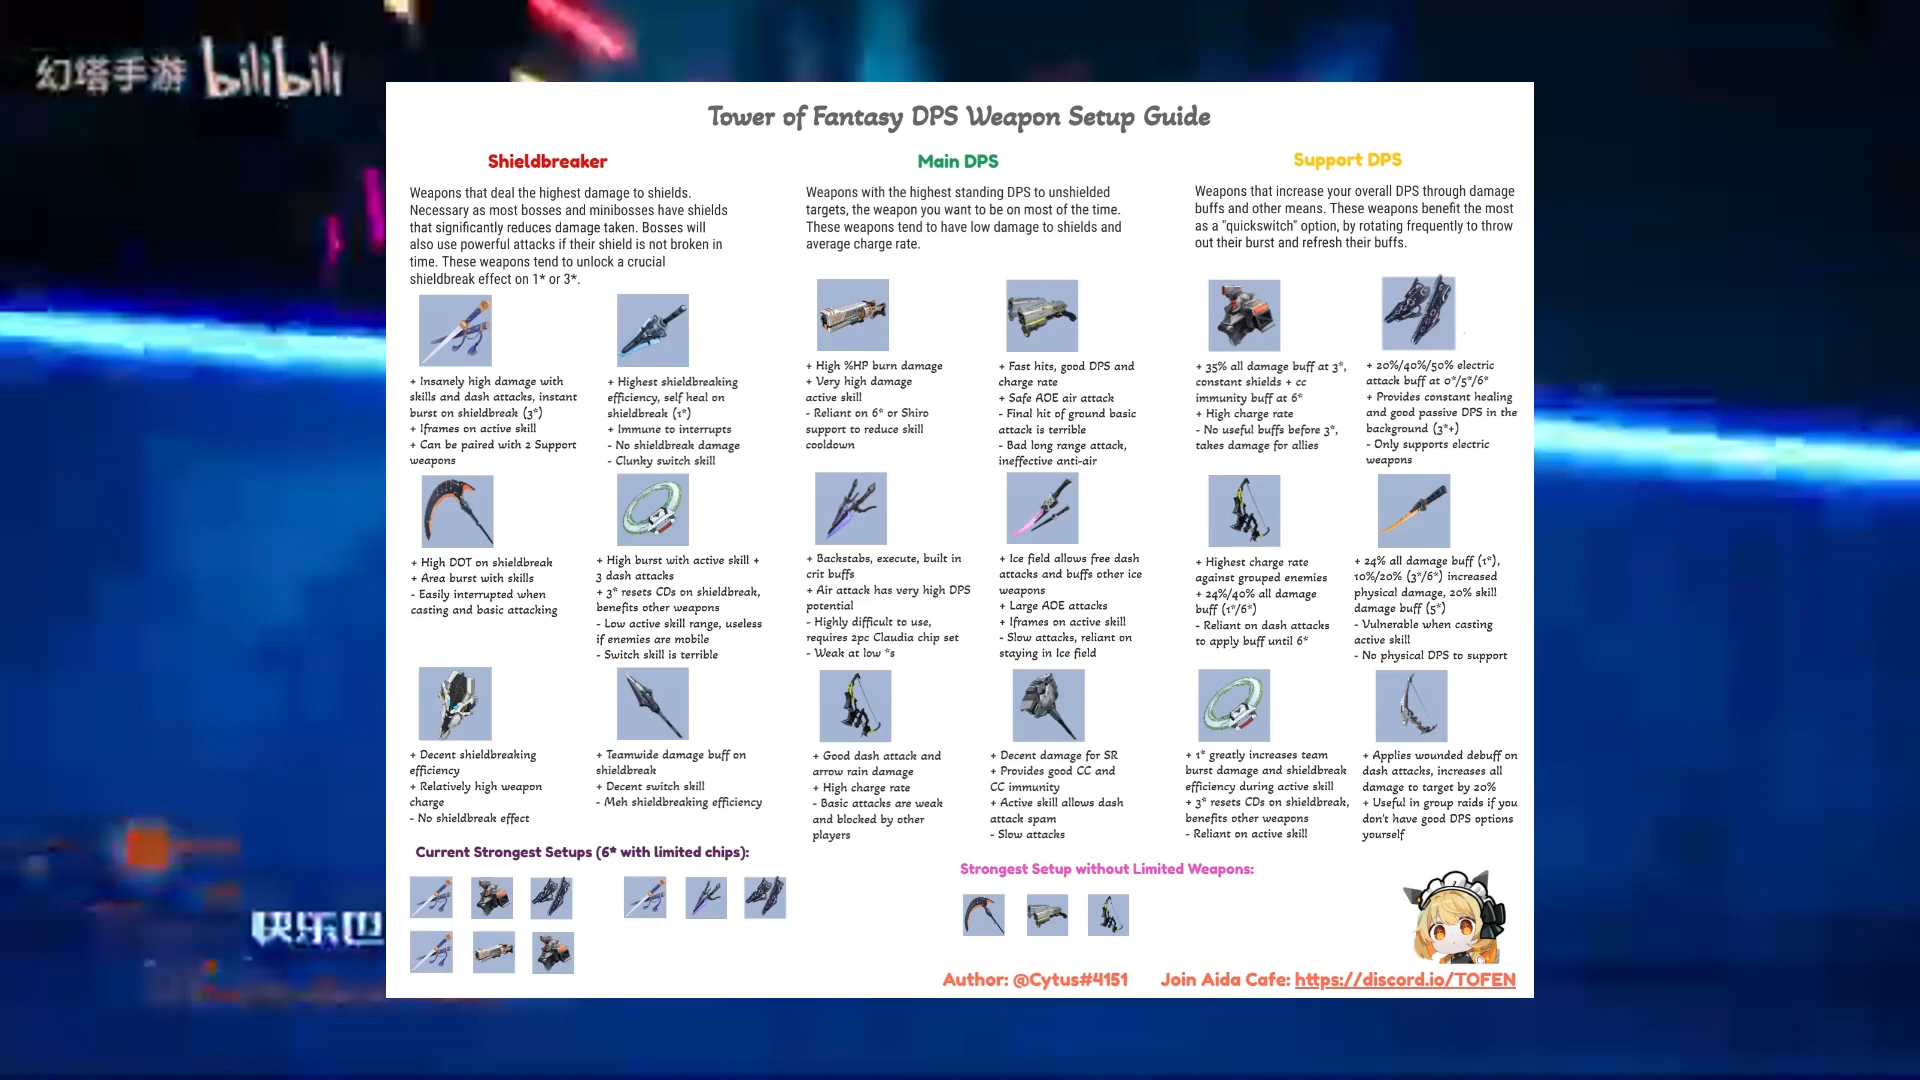 幻塔手游 bilibili
Tower of Fantasy DPS Weapon Setup Guide
Shieldbreaker
Weapons that deal the highest damage to shields.
Necessary as most bosses and minibosses have shields
that significantly reduces damage taken. Bosses will
also use powerful attacks if their shield is not broken in
time. These weapons tend to unlock a crucial
shieldbreak effect on 1* or 3*.
+ Insanely high damage with
skills and dash attacks, instant
burst on shieldbreak (3*)
+ Iframes on active skill
+ Can be paired with 2 Support
weapons
+ Highest shieldbreaking
efficiency, self heal on
shieldbreak (1*)
+ Immune to interrupts
- No shieldbreak damage
- Clunky switch skill
+ High DOT on shieldbreak
+ Area burst with skills
- Easily interrupted when
casting and basic attacking
+ High burst with active skill +
3 dash attacks
+ 3* resets CDs on shieldbreak,
benefits other weapons
- Low active skill range, useless
if enemies are mobile
- Switch skill is terrible
+ Decent shieldbreaking
efficiency
+ Relatively high weapon
charge
- No shieldbreak effect
+ Teamwide damage buff on
shieldbreak
+ Decent switch skill
- Meh shieldbreaking efficiency
Main DPS
Weapons with the highest standing DPS to unshielded
targets, the weapon you want to be on most of the time.
These weapons tend to have low damage to shields and
average charge rate.
+ High %HP burn damage
+ Very high damage
active skill
- Reliant on 6* or Shiro
support to reduce skill
cooldown
+ Fast hits, good DPS and
charge rate
+ Safe AOE air attack
- Final hit of ground basic
attack is terrible
- Bad long range attack,
ineffective anti-air
+ Backstabs, execute, built in
crit buffs
+ Air attack has very high DPS
potential
- Highly difficult to use,
requires 2pc Claudia chip set
- Weak at low *s
+ Ice field allows free dash
attacks and buffs other ice
weapons
+ Large AOE attacks
+ Iframes on active skill
- Slow attacks, reliant on
staying in Ice field
+ Good dash attack and
arrow rain damage
+ High charge rate
- Basic attacks are weak
and blocked by other
players
+ Decent damage for SR
+ Provides good CC and
CC immunity
+ Active skill allows dash
attack spam
- Slow attacks
Support DPS
Weapons that increase your overall DPS through damage
buffs and other means. These weapons benefit the most
as a "quickswitch" option, by rotating frequently to throw
out their burst and refresh their buffs.
+ 35% all damage buff at 3*,
constant shields + cc
immunity buff at 6*
+ High charge rate
- No useful buffs before 3*,
takes damage for allies
+ 20%/40%/50% electric
attack buff at 0*/5*/6*
+ Provides constant healing
and good passive DPS in the
background (3*+)
- Only supports electric
weapons
+ Highest charge rate
against grouped enemies
+ 24%/40% all damage
buff (1*/6*)
- Reliant on dash attacks
to apply buff until 6*
+ 24% all damage buff (1*),
10%/20% (3*/6*) increased
physical damage, 20% skill
damage buff (5*)
- Vulnerable when casting
active skill
- No physical DPS to support
+ 1* greatly increases team
burst damage and shieldbreak
efficiency during active skill
+ 3* resets CDs on shieldbreak,
benefits other weapons
- Reliant on active skill
+ Applies wounded debuff on
dash attacks, increases all
damage to target by 20%
+ Useful in group raids if you
don't have good DPS options
yourself
Current Strongest Setups (6* with limited chips):
Strongest Setup without Limited Weapons:
Author: @Cytus#4151
Join Aida Cafe: https://discord.io/TOFEN
快乐也